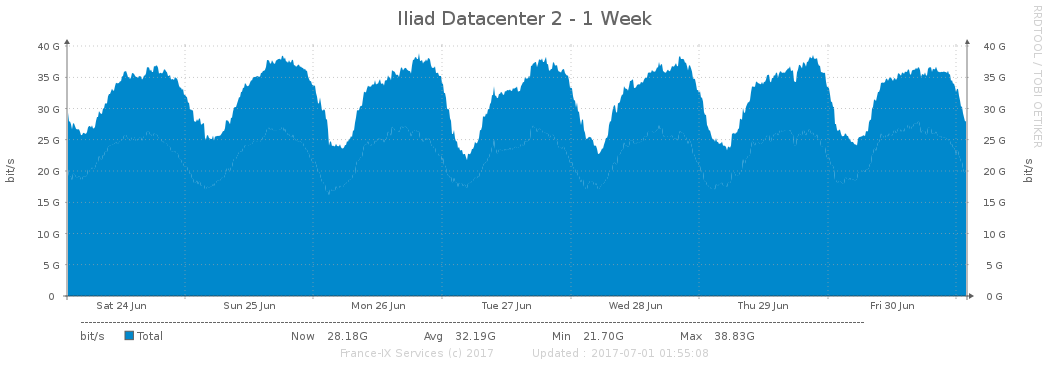 Iliad Datacenter 2 - 1 Week
RRDTOOL / TOBI OETIKER
40 G 40 G
35 G 35 G
30 G 30 G
25 G 25 G
20 G 20 G
15 G 15 G
10 G 10 G
5 G 5 G
0 0 G
bit/s bit/s
Sat 24 Jun Sun 25 Jun Mon 26 Jun Tue 27 Jun Wed 28 Jun Thu 29 Jun Fri 30 Jun
bit/s Total Now 28.18G Avg 32.19G Min 21.70G Max 38.83G
France-IX Services (c) 2017 Updated : 2017-07-01 01:55:08